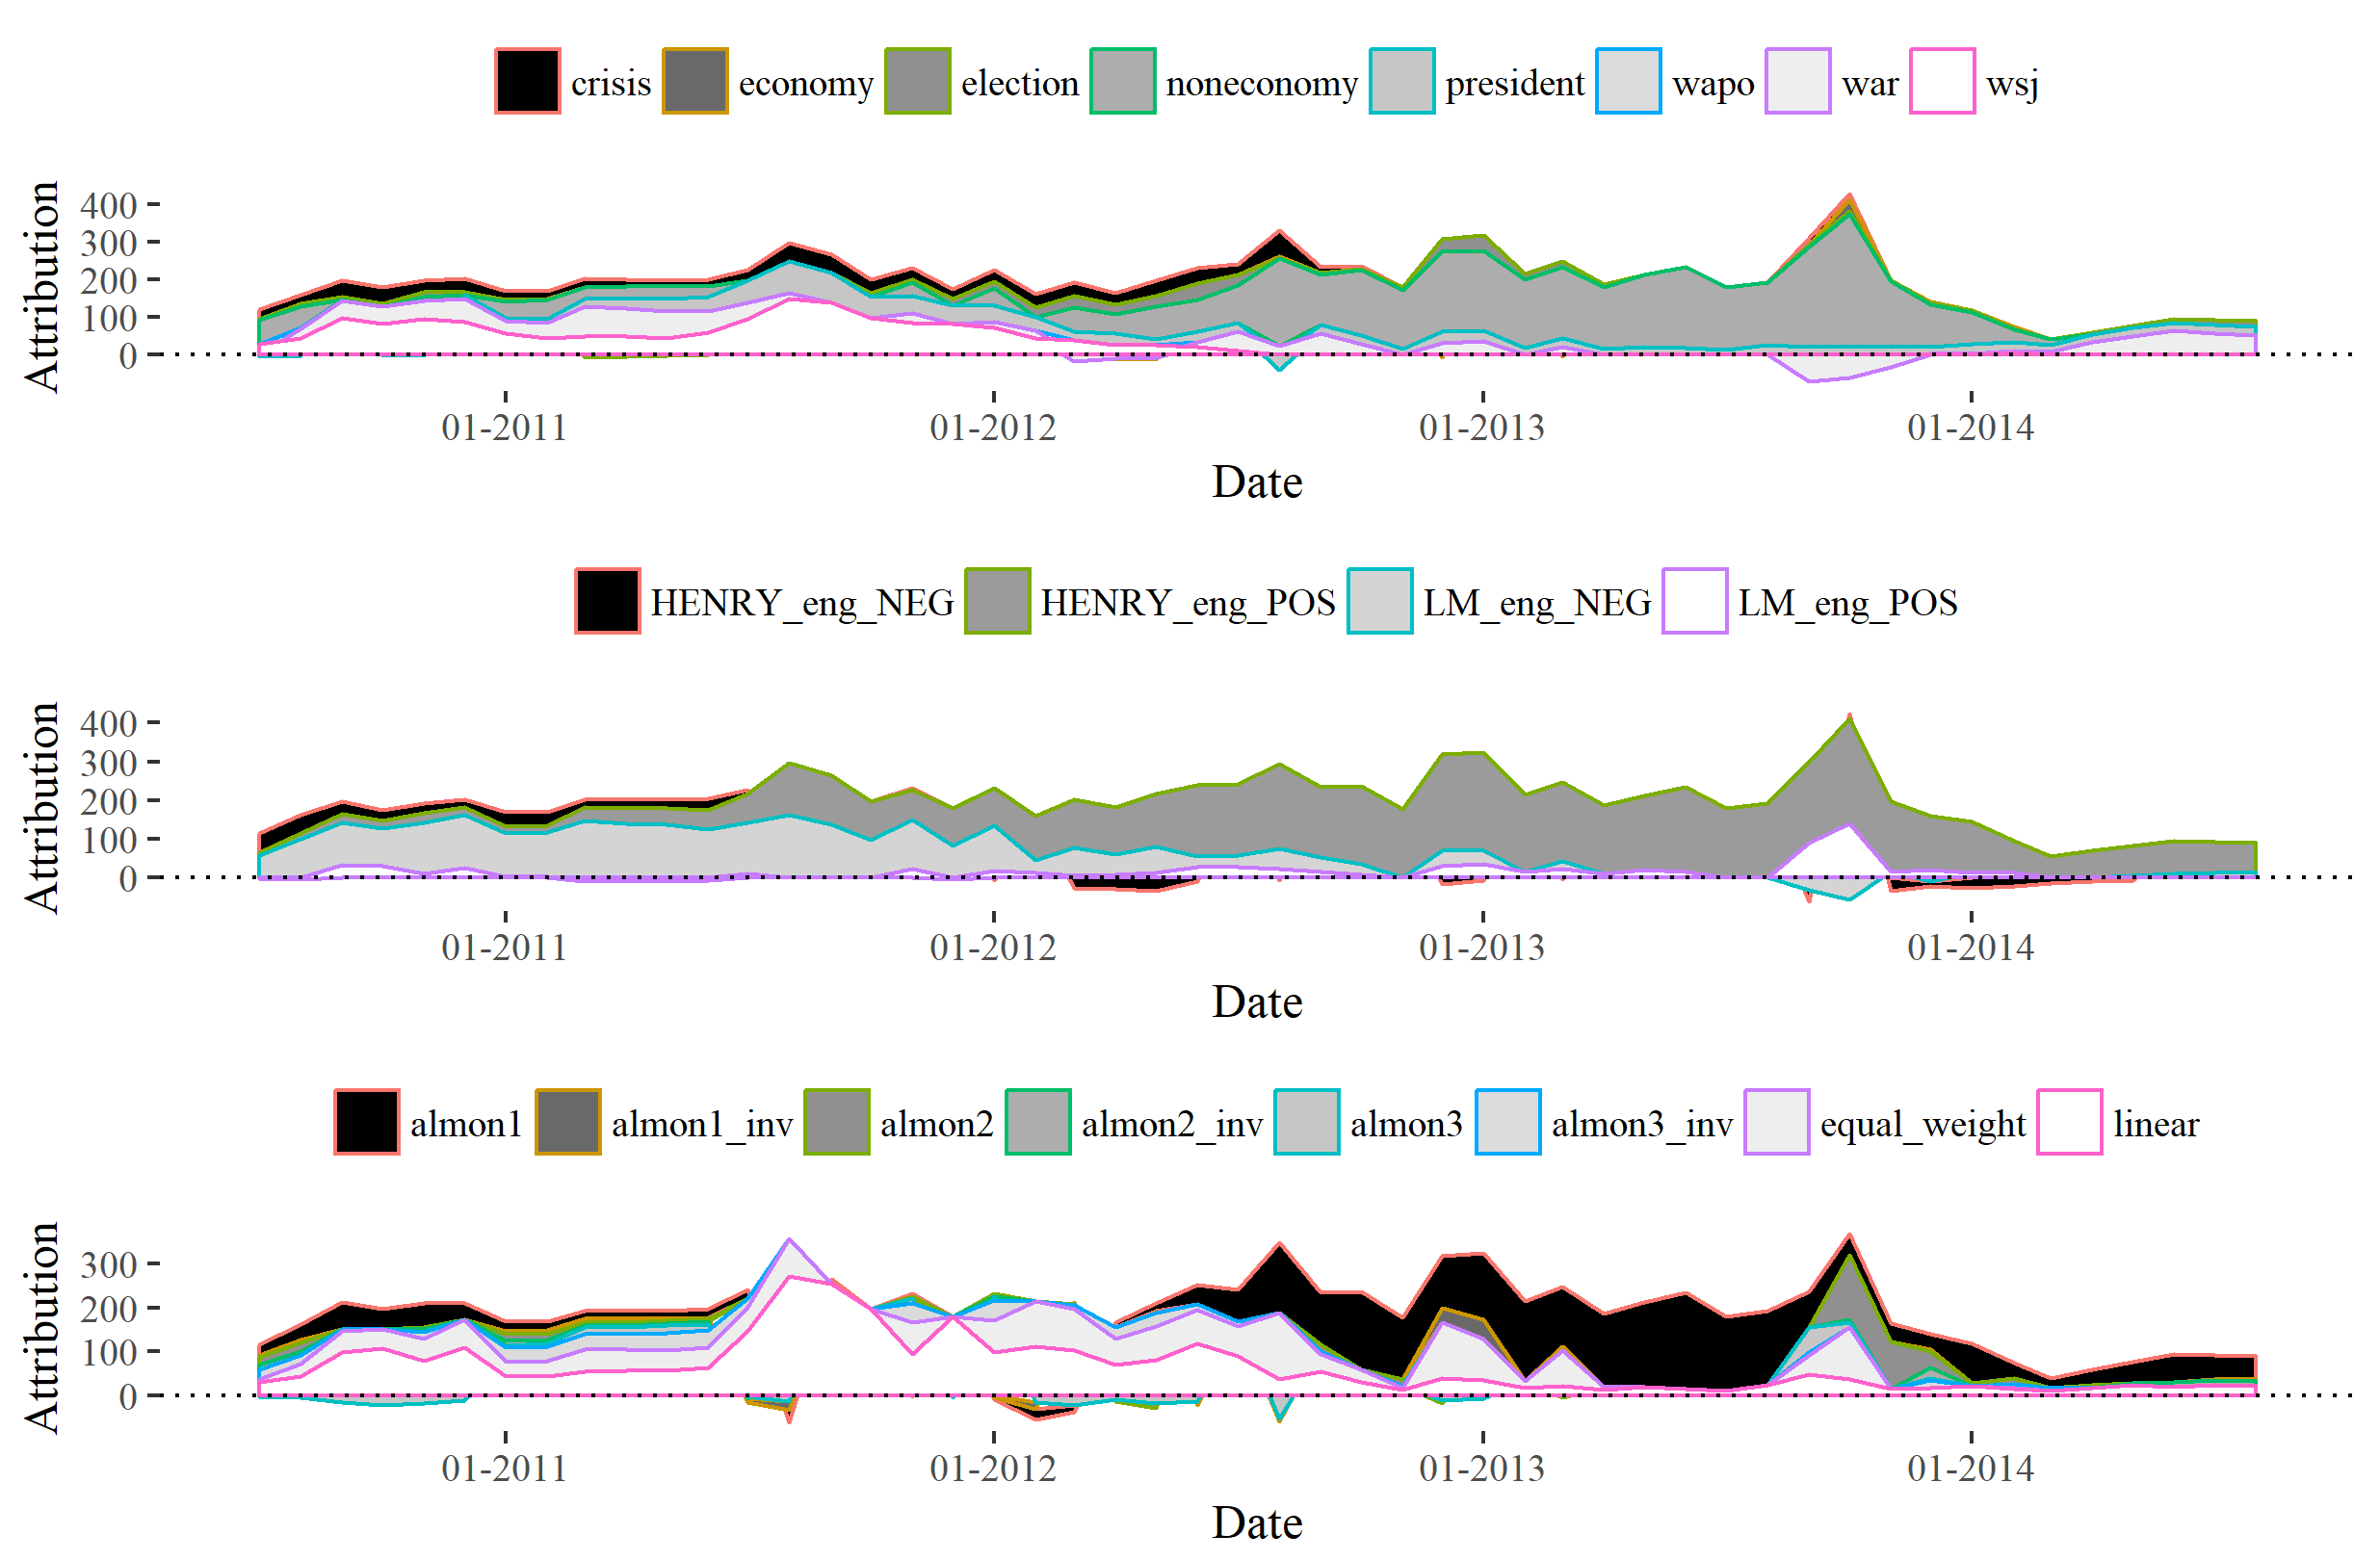 crisis economy election noneconomy president wapo war wsj
Attribution
400
300
200
100
0
01-2011 01-2012 01-2013 01-2014
Date
HENRY_eng_NEG HENRY_eng_POS LM_eng_NEG LM_eng_POS
Attribution
400
300
200
100
0
01-2011 01-2012 01-2013 01-2014
Date
almon1 almon1_inv almon2 almon2_inv almon3 almon3_inv equal_weight linear
Attribution
300
200
100
0
01-2011 01-2012 01-2013 01-2014
Date